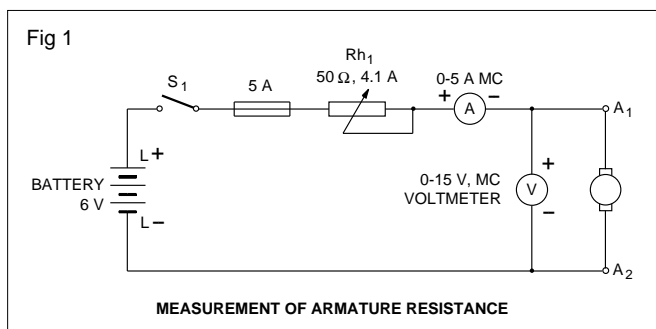 Fig 1
S1
5 A
Rh1
50 Ω, 4.1 A
0-5 A MC
+ A −
A1
BATTERY
6 V
L+
L−
0-15 V, MC
VOLTMETER
+
V
−
A2
MEASUREMENT OF ARMATURE RESISTANCE